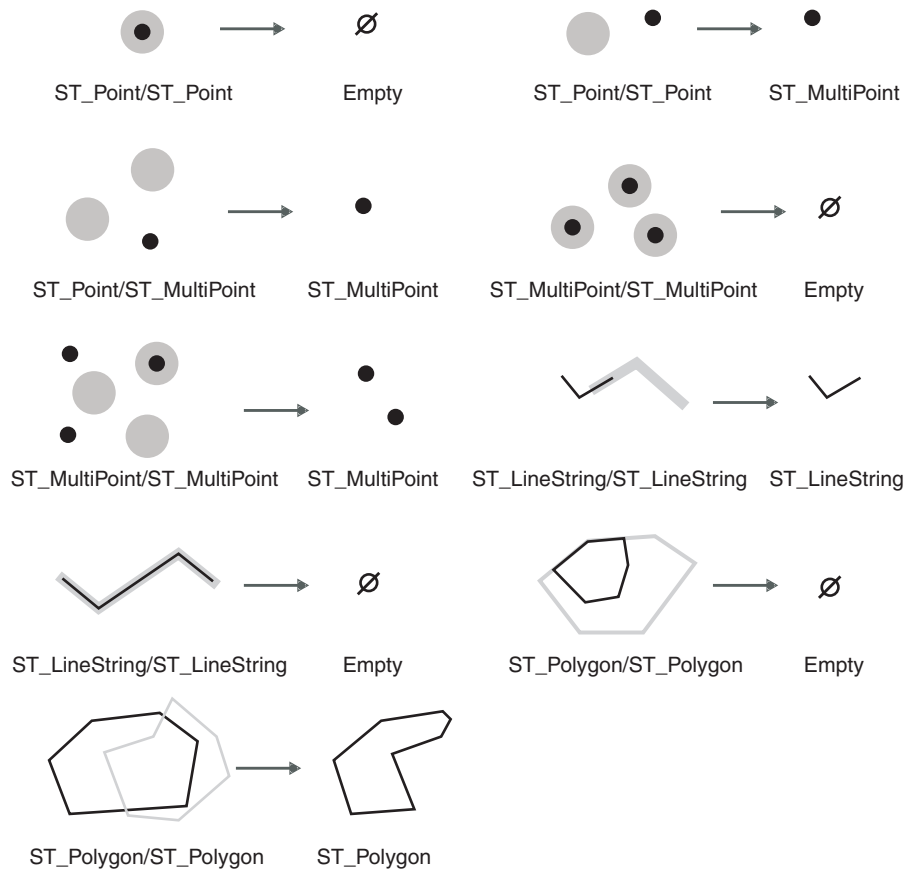 ∅
ST_Point/ST_Point Empty
ST_Point/ST_Point ST_MultiPoint
∅
ST_Point/ST_MultiPoint ST_MultiPoint
ST_MultiPoint/ST_MultiPoint Empty
ST_MultiPoint/ST_MultiPoint ST_MultiPoint
ST_LineString/ST_LineString ST_LineString
∅
∅
ST_LineString/ST_LineString Empty
ST_Polygon/ST_Polygon Empty
ST_Polygon/ST_Polygon ST_Polygon